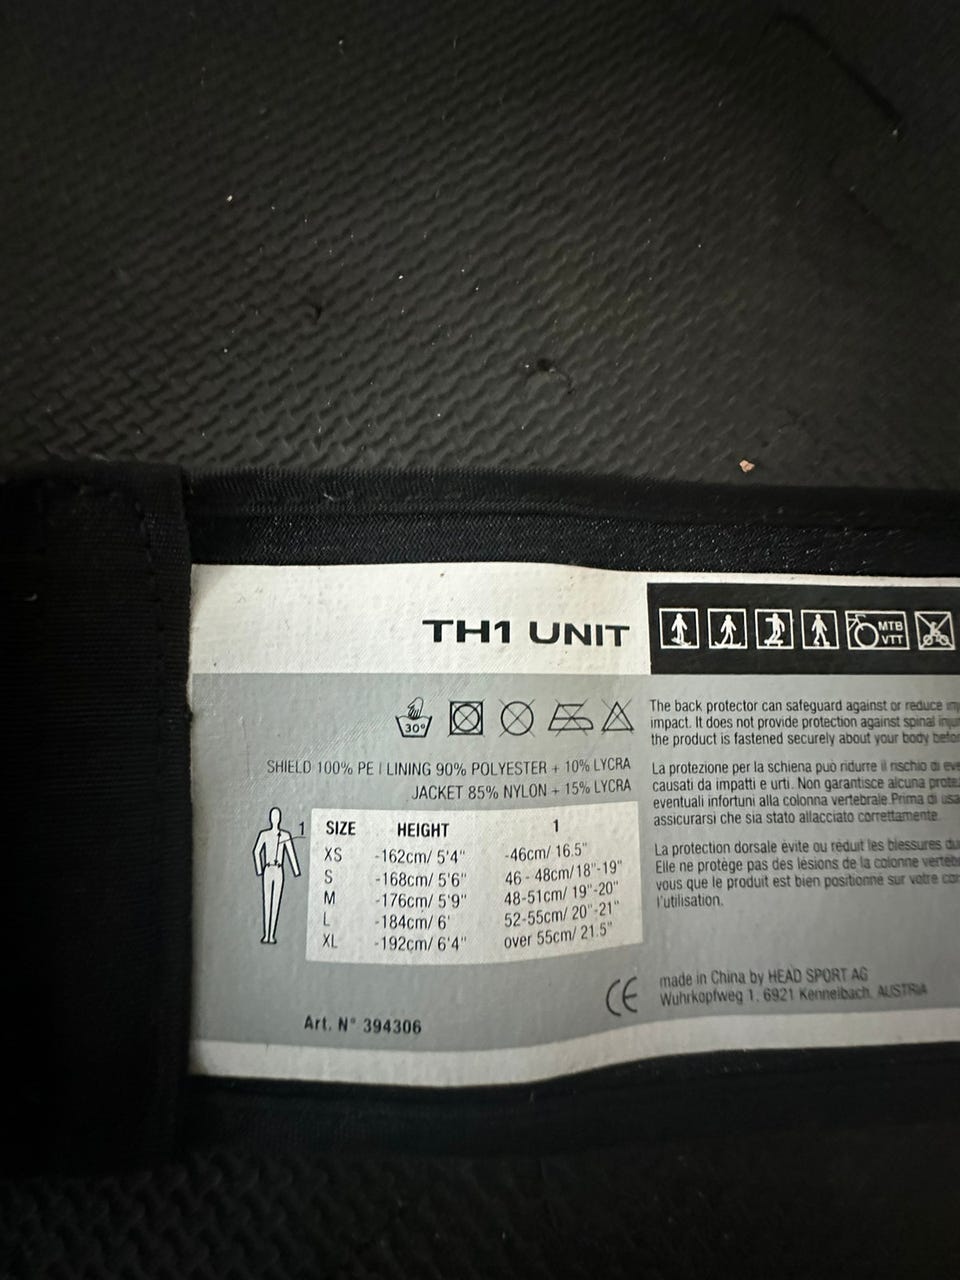 TH1 UNIT
MTB
VTT
30°
SHIELD 100% PE | LINING 90% POLYESTER + 10% LYCRA
JACKET 85% NYLON + 15% LYCRA
1
SIZE HEIGHT 1
XS -162cm/ 5'4" -46cm/ 16.5"
S -168cm/ 5'6" 46 - 48cm/18"-19"
M -176cm/ 5'9" 48-51cm/ 19"-20"
L -184cm/ 6' 52-55cm/ 20"-21"
XL -192cm/ 6'4" over 55cm/ 21.5"
Art. N° 394306
The back protector can safeguard against or reduce
impact. It does not provide protection against spinal
the product is fastened securely about your body
La protezione per la schiena può ridurre il rischio di
causati da impatti e urti. Non garantisce alcuna
eventuali infortuni alla colonna vertebrale.Prima di
assicurarsi che sia stato allacciato correttamente.
La protection dorsale évite ou réduit les blessures
Elle ne protège pas des lésions de la colonne
vous que le produit est bien positionné sur votre
l'utilisation.
CE
made in China by HEAD SPORT AG
Wuhrkopfweg 1, 6921 Kennelbach, AUSTRIA